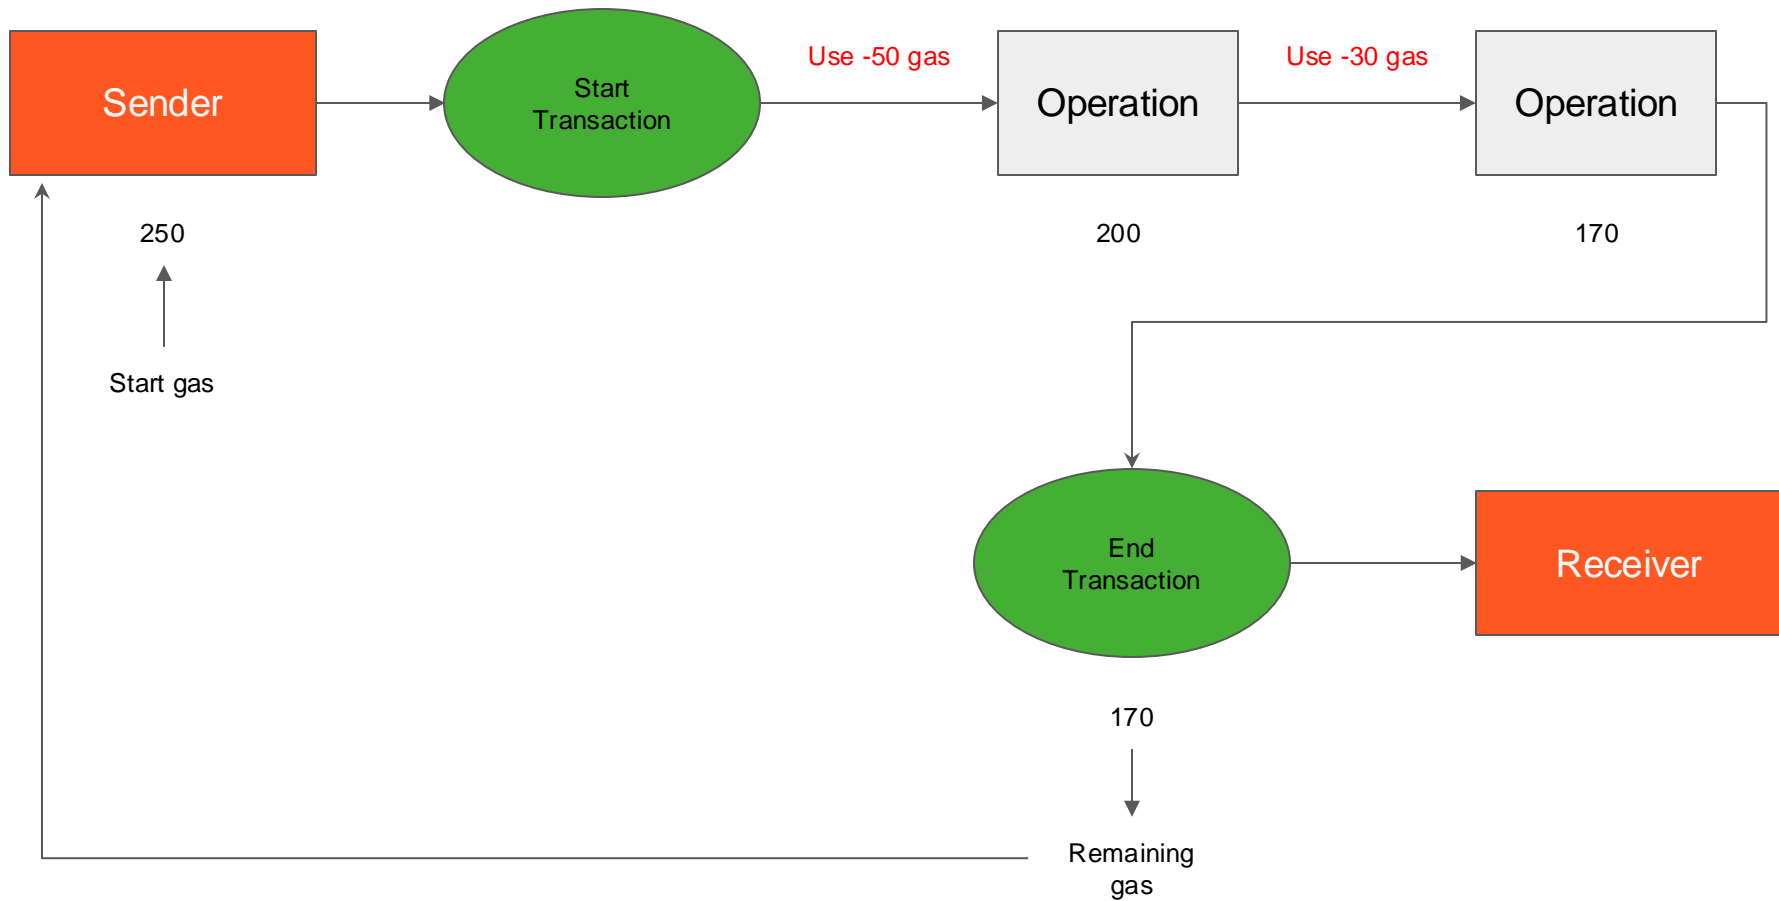 Sender
Start
Transaction
Use -50 gas
Operation
Use -30 gas
Operation
250
200
170
Start gas
End
Transaction
Receiver
170
Remaining
gas